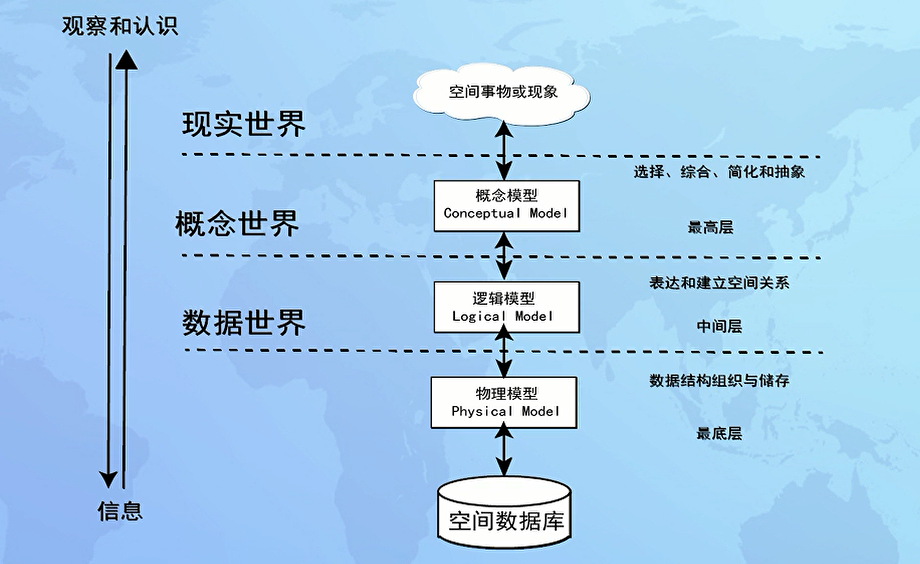 观察和认识
空间事物或现象
现实世界
选择、综合、简化和抽象
概念模型
Conceptual Model
概念世界
最高层
表达和建立空间关系
逻辑模型
Logical Model
数据世界
中间层
数据结构组织与储存
物理模型
Physical Model
最底层
信息
空间数据库